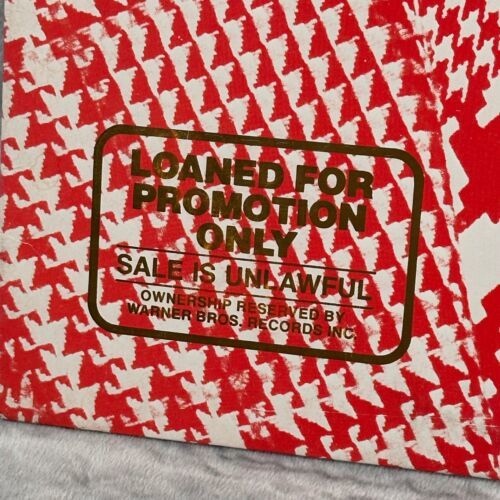 LOANED FOR
PROMOTION
ONLY
SALE IS UNLAWFUL
OWNERSHIP RESERVED BY
WARNER BROS. RECORDS INC.